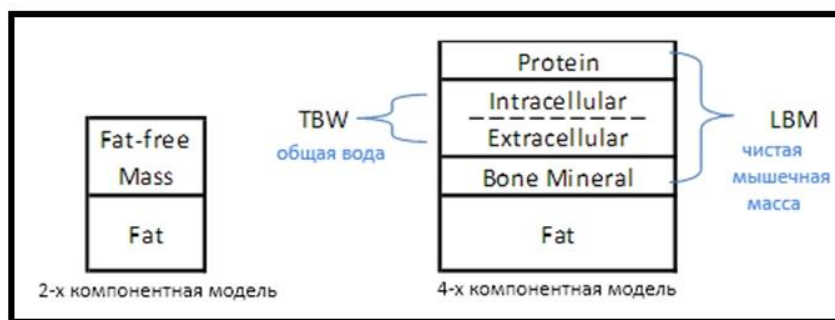 Fat-free
Mass
Fat
2-х компонентная модель
TBW
общая вода
Protein
Intracellular
Extracellular
Bone Mineral
Fat
4-х компонентная модель
LBM
чистая
мышечная
масса